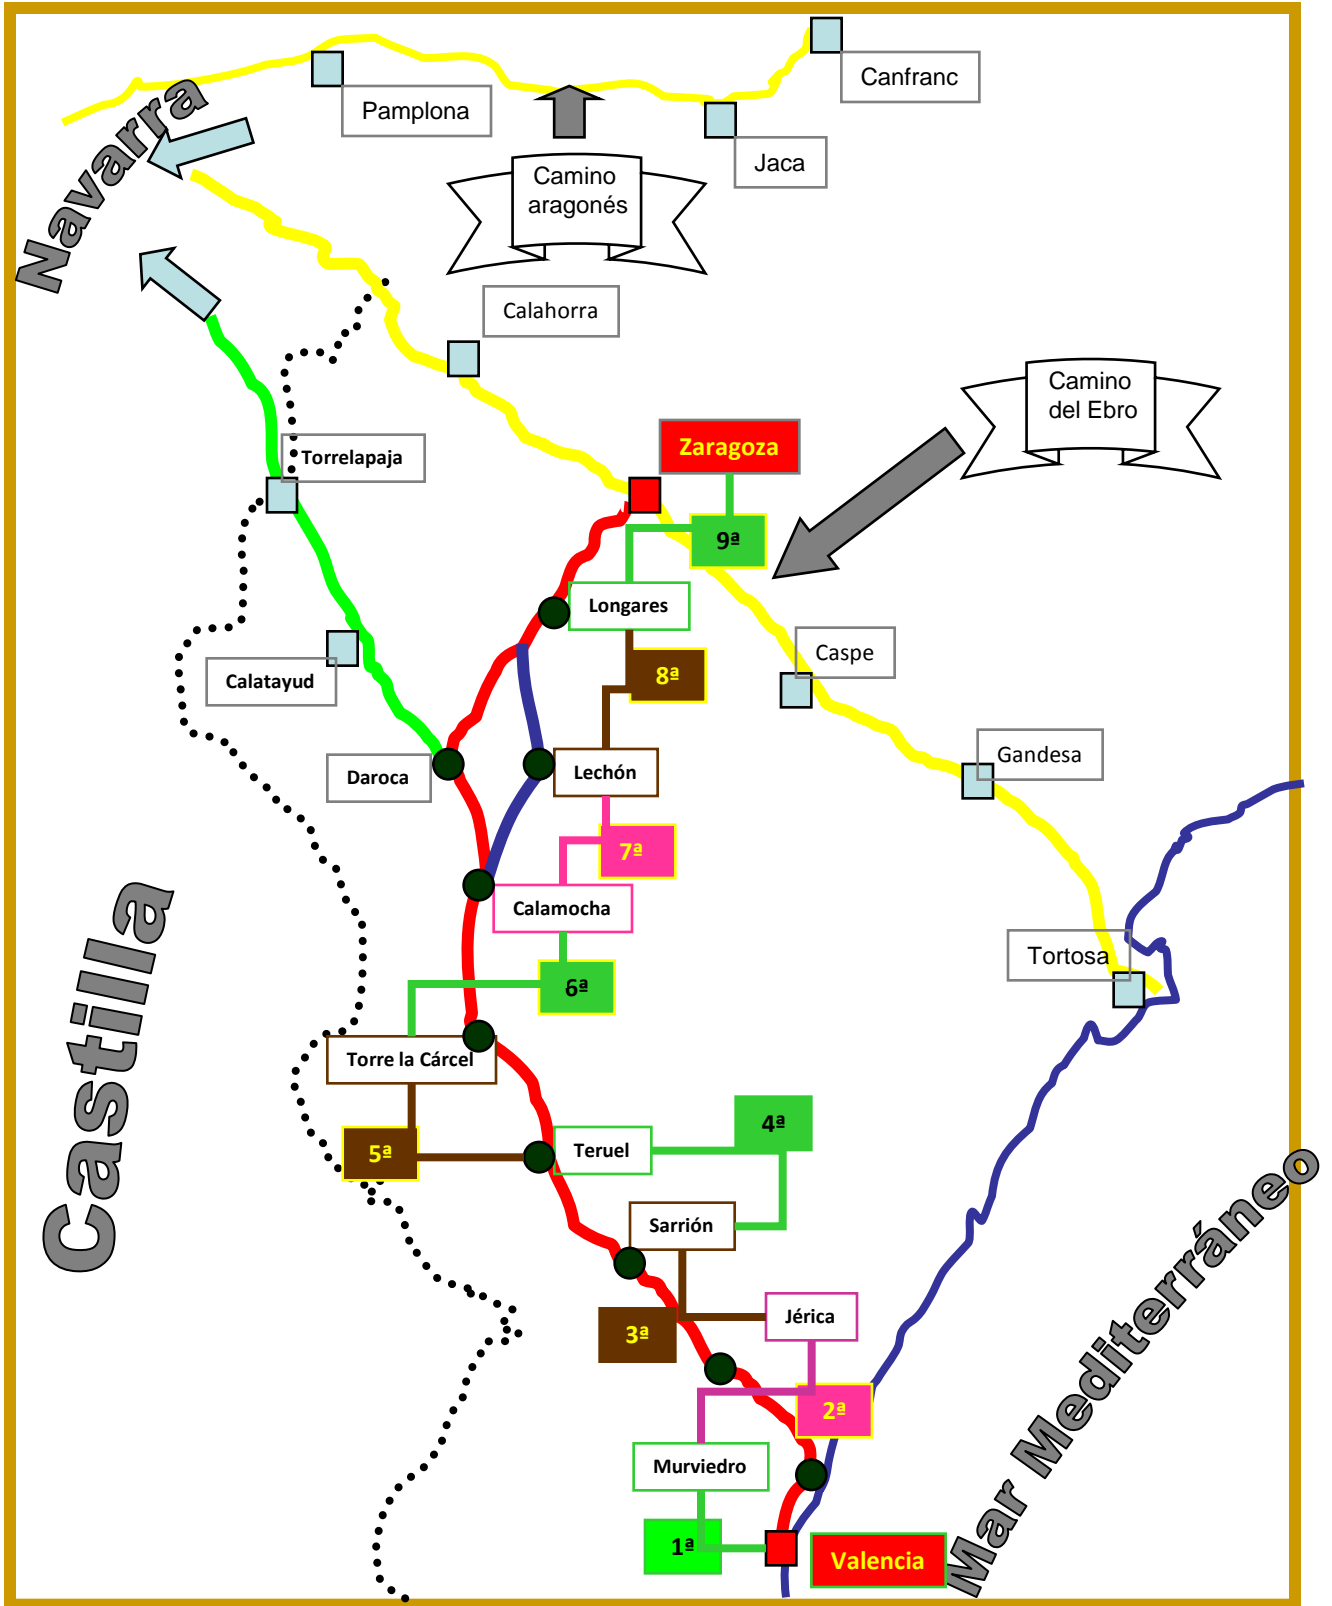 Canfranc
Pamplona
Jaca
Navarra
Camino
aragonés
Calahorra
Camino
del Ebro
Zaragoza
Torrelapaja
9ª
Longares
Caspe
8ª
Calatayud
Gandesa
Daroca
Lechón
7ª
Calamocha
Castilla
Tortosa
6ª
Torre la Cárcel
4ª
5ª
Teruel
Sarrión
Mar Mediterráneo
Jérica
3ª
2ª
Murviedro
1ª
Valencia